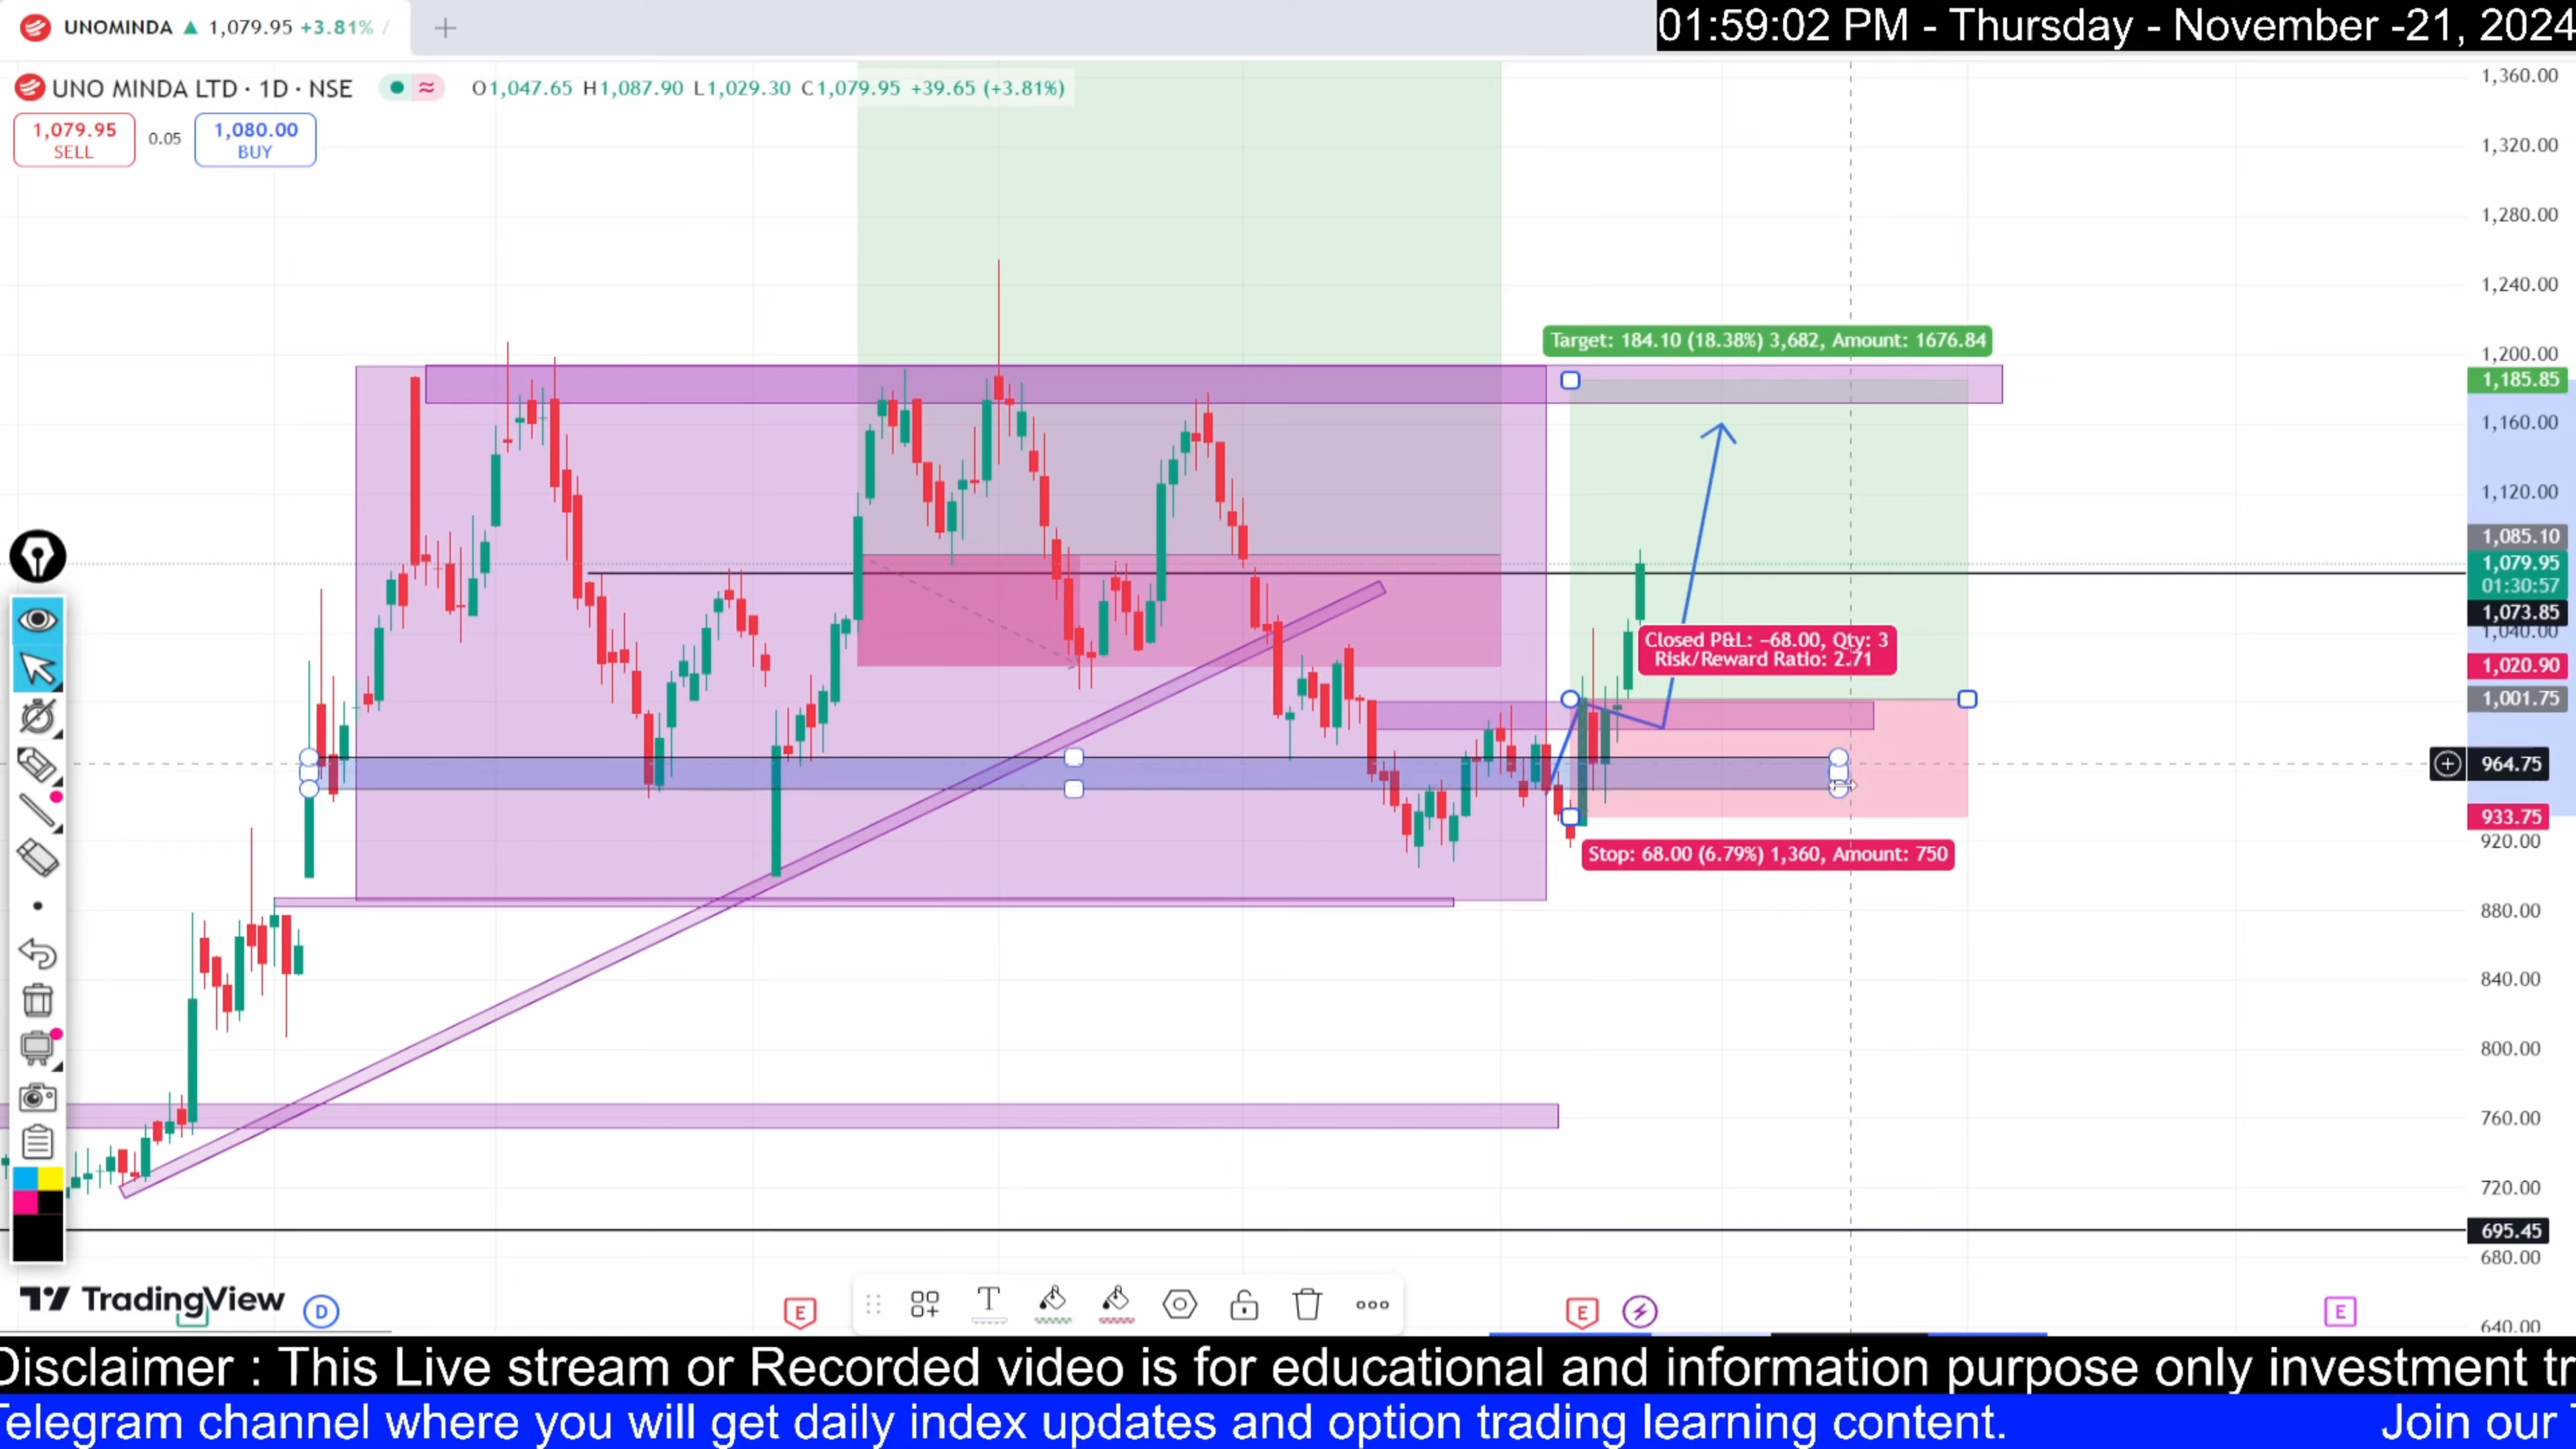 UNOMINDA ▲ 1,079.95 +3.81% /
01:59:02 PM - Thursday - November -21, 2024
UNO MINDA LTD · 1D · NSE
O1,047.65 H1,087.90 L1,029.30 C1,079.95 +39.65 (+3.81%)
1,079.95
SELL
0.05
1,080.00
BUY
1,360.00
1,320.00
1,280.00
1,240.00
1,200.00
1,185.85
1,160.00
1,120.00
1,085.10
1,079.95
01:30:57
1,073.85
1,040.00
1,020.90
1,001.75
964.75
933.75
920.00
880.00
840.00
800.00
760.00
720.00
695.45
680.00
640.00
Target: 184.10 (18.38%) 3,682, Amount: 1676.84
Closed P&L: −68.00, Qty: 3
Risk/Reward Ratio: 2.71
Stop: 68.00 (6.79%) 1,360, Amount: 750
TradingView
D
E
T
E
E
Disclaimer : This Live stream or Recorded video is for educational and information purpose only investment tr
Telegram channel where you will get daily index updates and option trading learning content.
Join our T